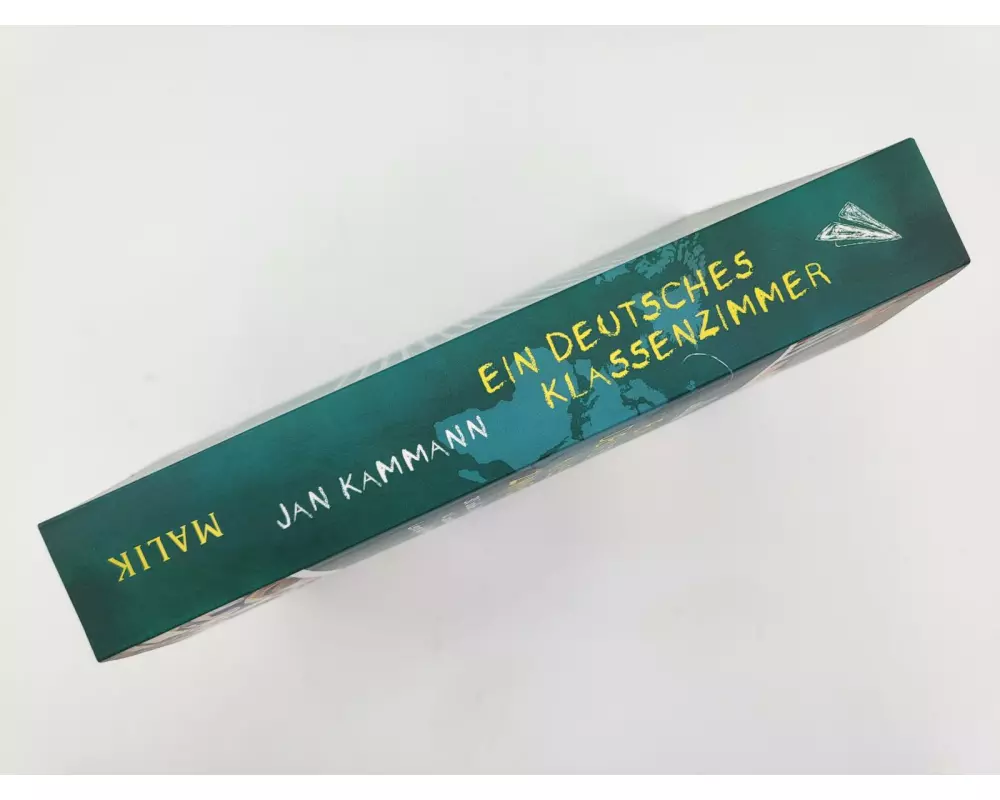 MALIK
JAN KAMMANN
EIN DEUTSCHES
KLASSENZIMMER